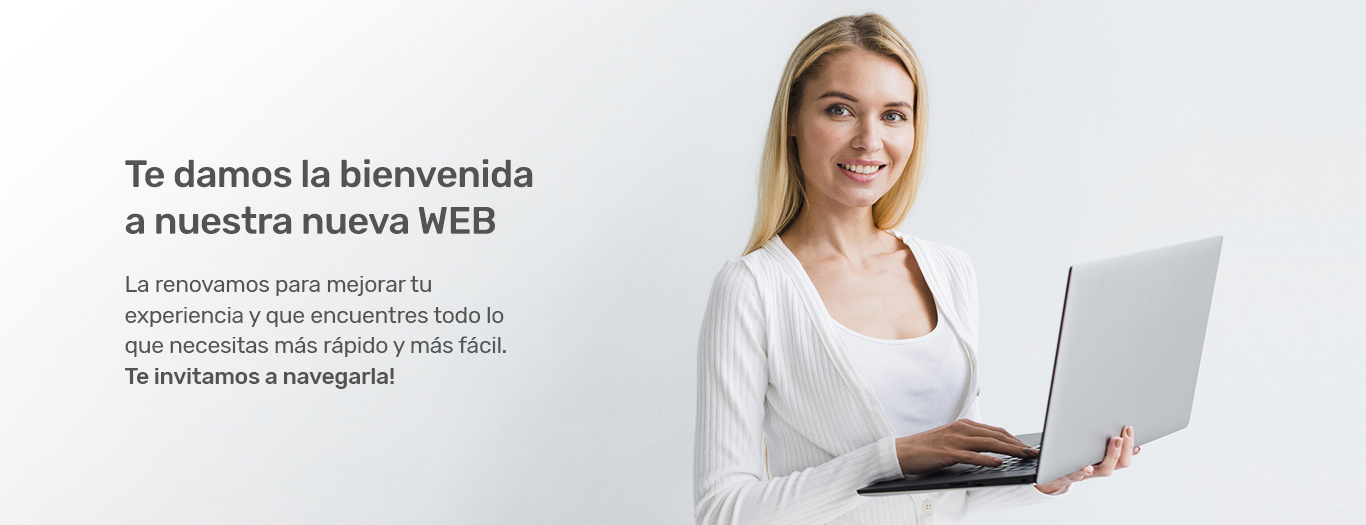 Te damos la bienvenida
a nuestra nueva WEB
La renovamos para mejorar tu
experiencia y que encuentres todo lo
que necesitas más rápido y más fácil.
Te invitamos a navegarla!